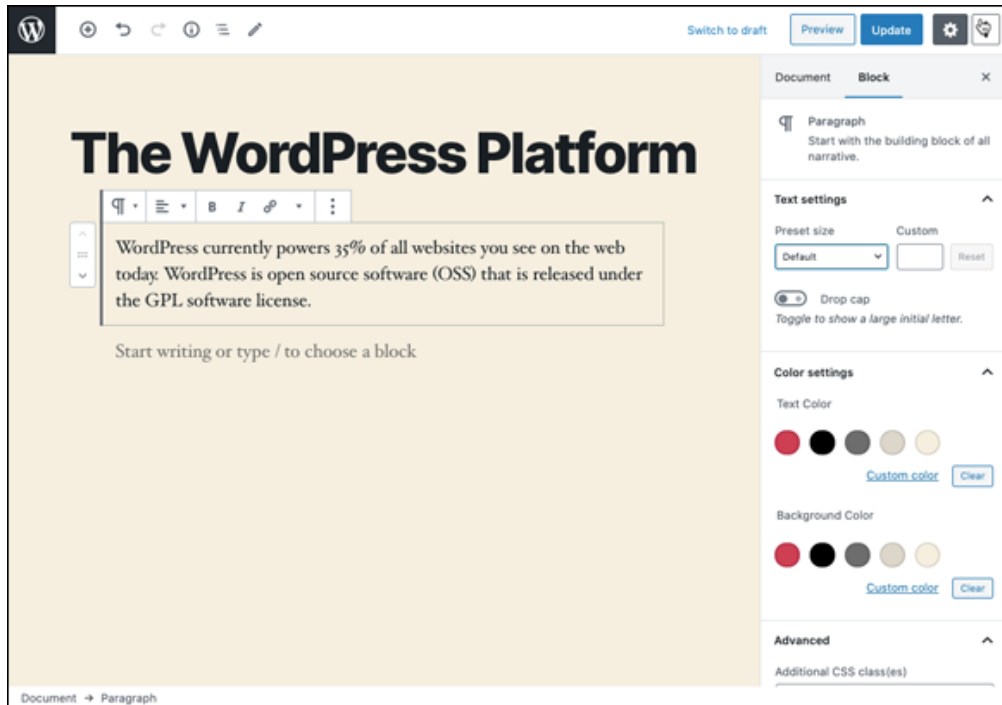 Switch to draft Preview Update
Document Block
Paragraph
Start with the building block of all
narrative.
The WordPress Platform
B I
WordPress currently powers 35% of all websites you see on the web
today. WordPress is open source software (OSS) that is released under
the GPL software license.
Start writing or type / to choose a block
Text settings
Preset size Custom
Default Reset
Drop cap
Toggle to show a large initial letter.
Color settings
Text Color
Custom color Clear
Background Color
Custom color Clear
Advanced
Additional CSS class(es)
Document → Paragraph